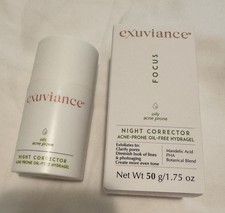 exuviance®
oily
acne prone
NIGHT CORRECTOR
ACNE-PRONE OIL-FREE HYDRAGEL
exuviance®
FOCUS
oily
acne prone
NIGHT CORRECTOR
ACNE-PRONE OIL-FREE HYDRAGEL
Exfoliates to:
Clarify pores
Diminish look of lines
& photoaging
Create more even tone
Mandelic Acid
PHA
Botanical Blend
Net Wt 50 g/1.75 oz